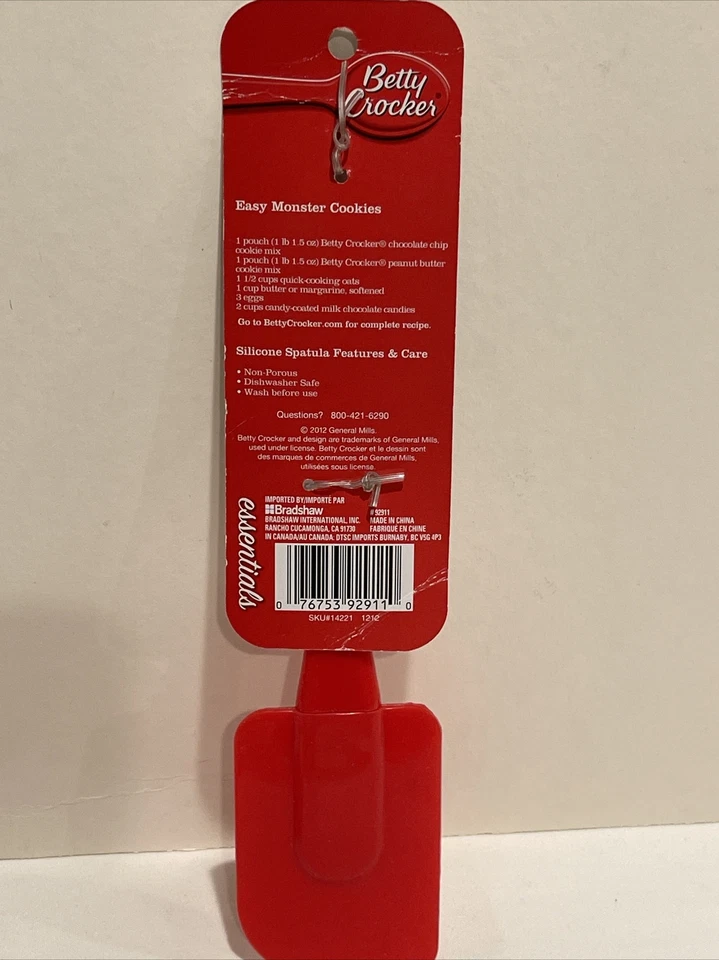 Betty
Crocker®
Easy Monster Cookies
1 pouch (1 lb 1.5 oz) Betty Crocker® chocolate chip
cookie mix
1 pouch (1 lb 1.5 oz) Betty Crocker® peanut butter
cookie mix
1 1/2 cups quick-cooking oats
1 cup butter or margarine, softened
3 eggs
2 cups candy-coated milk chocolate candies
Go to BettyCrocker.com for complete recipe.
Silicone Spatula Features & Care
• Non-Porous
• Dishwasher Safe
• Wash before use
Questions? 800-421-6290
© 2012 General Mills.
Betty Crocker and design are trademarks of General Mills,
used under license. Betty Crocker et le dessin sont
des marques de commerces de General Mills,
utilisées sous license.
essentials
IMPORTED BY/IMPORTÉ PAR
Bradshaw # 92911
BRADSHAW INTERNATIONAL, INC. MADE IN CHINA
RANCHO CUCAMONGA, CA 91730 FABRIQUÉ EN CHINE
IN CANADA/AU CANADA: DTSC IMPORTS BURNABY, BC V5G 4P3
0 76753 92911 0
SKU#14221 1212